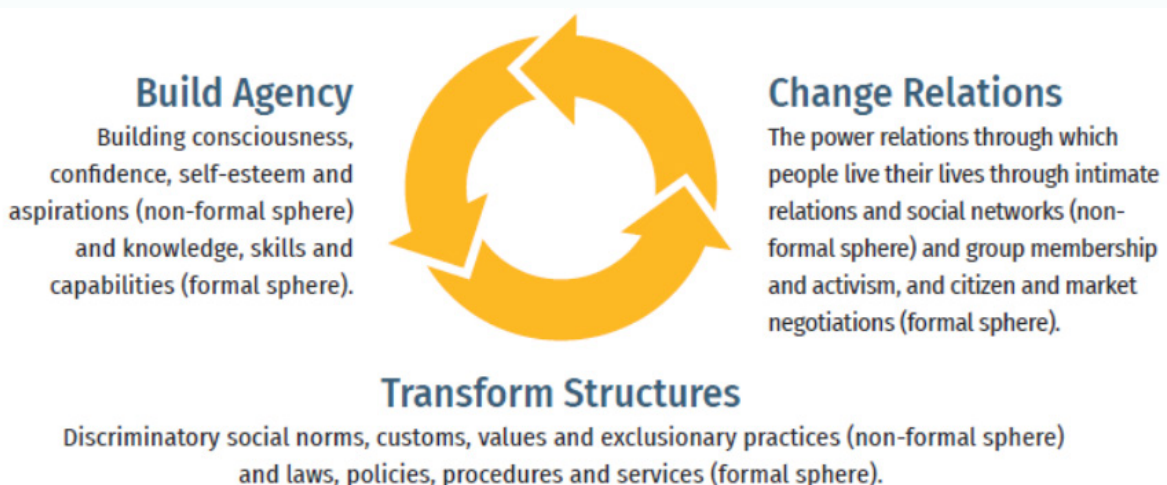 Build Agency
Building consciousness,
confidence, self-esteem and
aspirations (non-formal sphere)
and knowledge, skills and
capabilities (formal sphere).
Change Relations
The power relations through which
people live their lives through intimate
relations and social networks (non-
formal sphere) and group membership
and activism, and citizen and market
negotiations (formal sphere).
Transform Structures
Discriminatory social norms, customs, values and exclusionary practices (non-formal sphere)
and laws, policies, procedures and services (formal sphere).